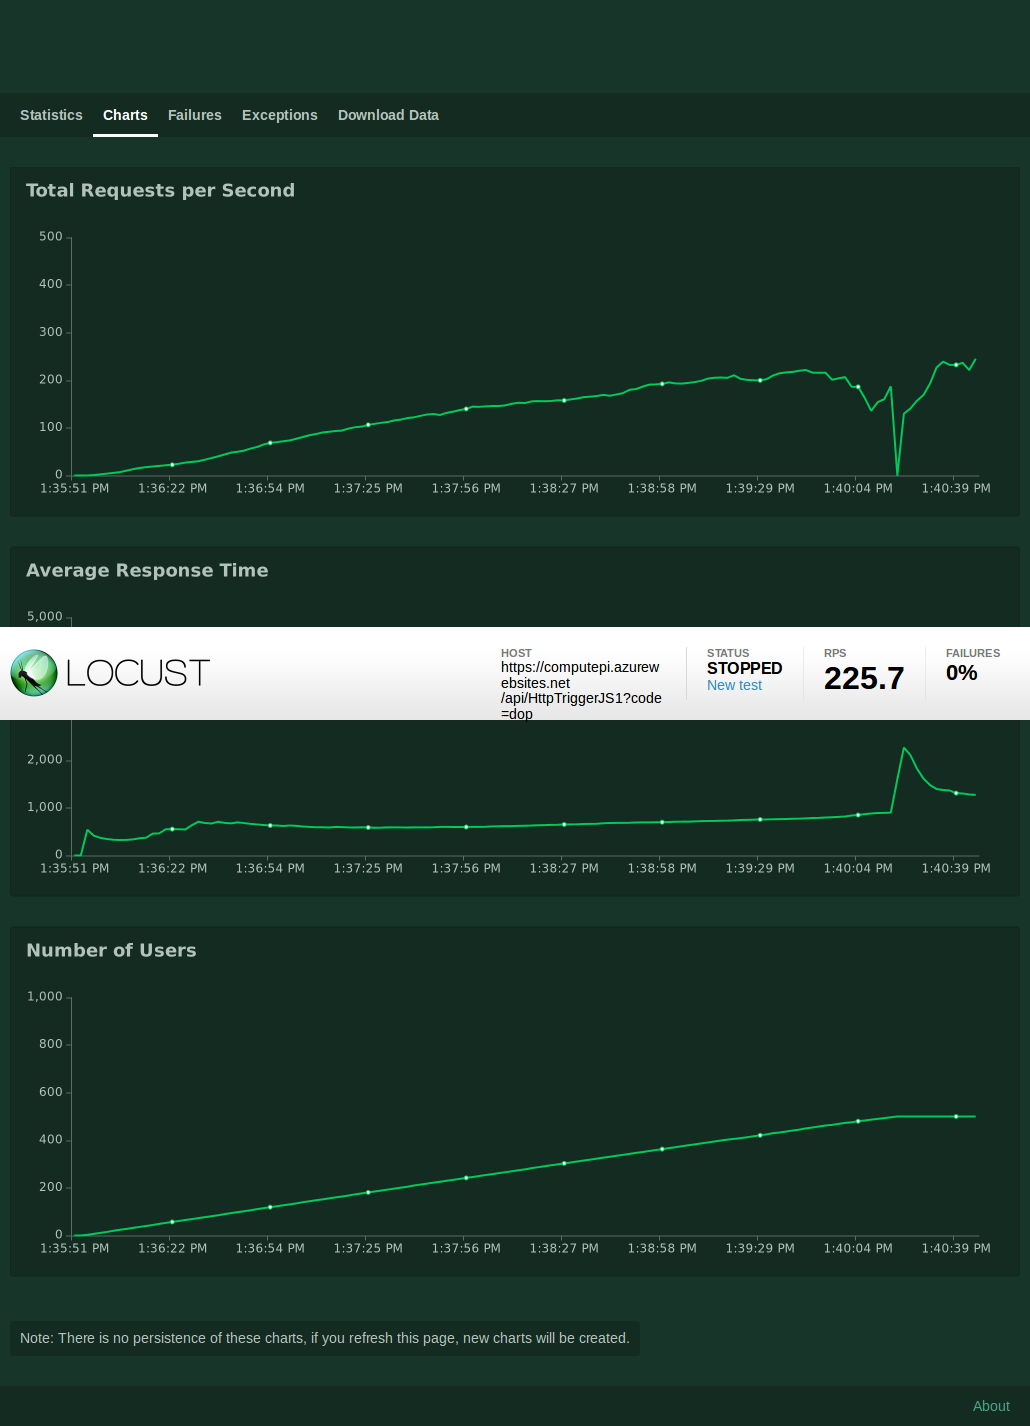 Statistics Charts Failures Exceptions Download Data
Total Requests per Second
500
400
300
200
100
0
1:35:51 PM 1:36:22 PM 1:36:54 PM 1:37:25 PM 1:37:56 PM 1:38:27 PM 1:38:58 PM 1:39:29 PM 1:40:04 PM 1:40:39 PM
Average Response Time
5,000
LOCUST
HOST
https://computepi.azurew
ebsites.net
/api/HttpTriggerJS1?code
=dop
STATUS
STOPPED
New test
RPS
225.7
FAILURES
0%
2,000
1,000
0
1:35:51 PM 1:36:22 PM 1:36:54 PM 1:37:25 PM 1:37:56 PM 1:38:27 PM 1:38:58 PM 1:39:29 PM 1:40:04 PM 1:40:39 PM
Number of Users
1,000
800
600
400
200
0
1:35:51 PM 1:36:22 PM 1:36:54 PM 1:37:25 PM 1:37:56 PM 1:38:27 PM 1:38:58 PM 1:39:29 PM 1:40:04 PM 1:40:39 PM
Note: There is no persistence of these charts, if you refresh this page, new charts will be created.
About